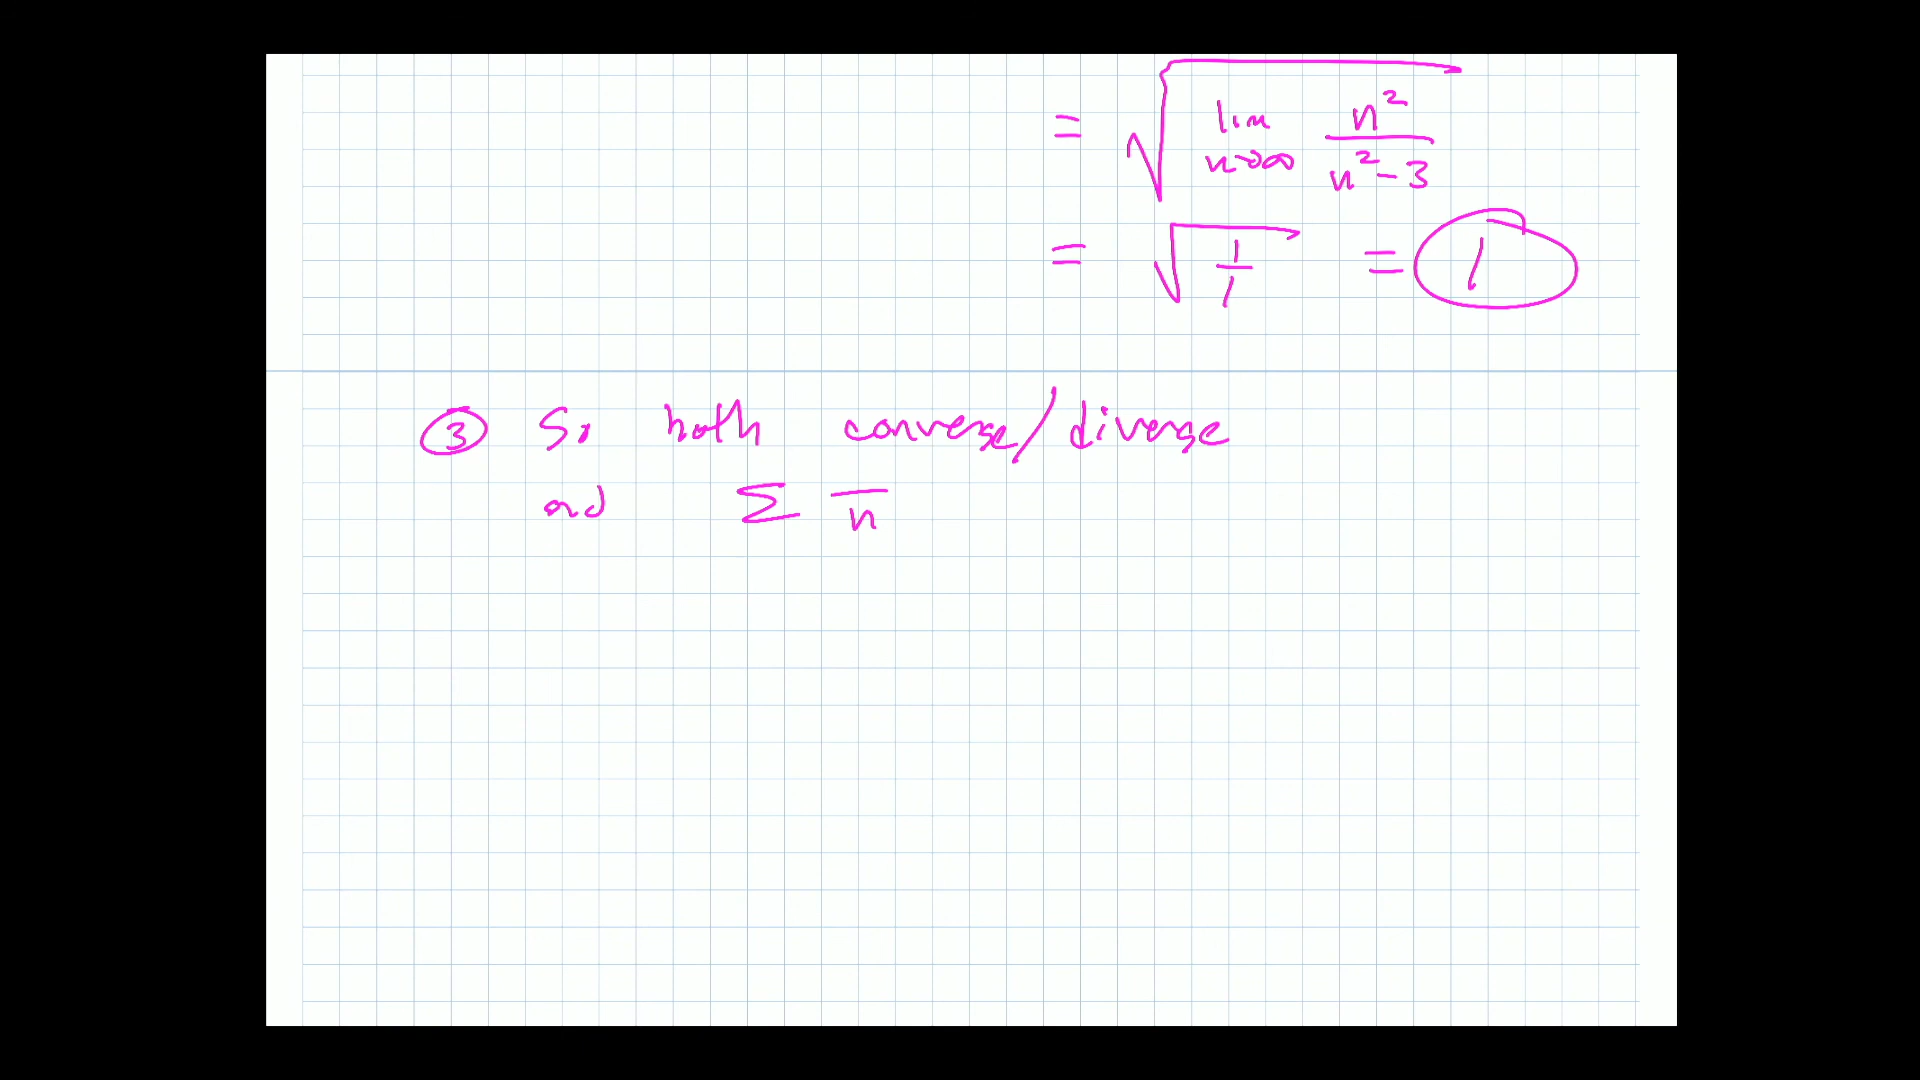 = √ lim n→∞ n² / n² - 3
= √ 1/1 = 1
③ So both converge/diverge
and Σ — n